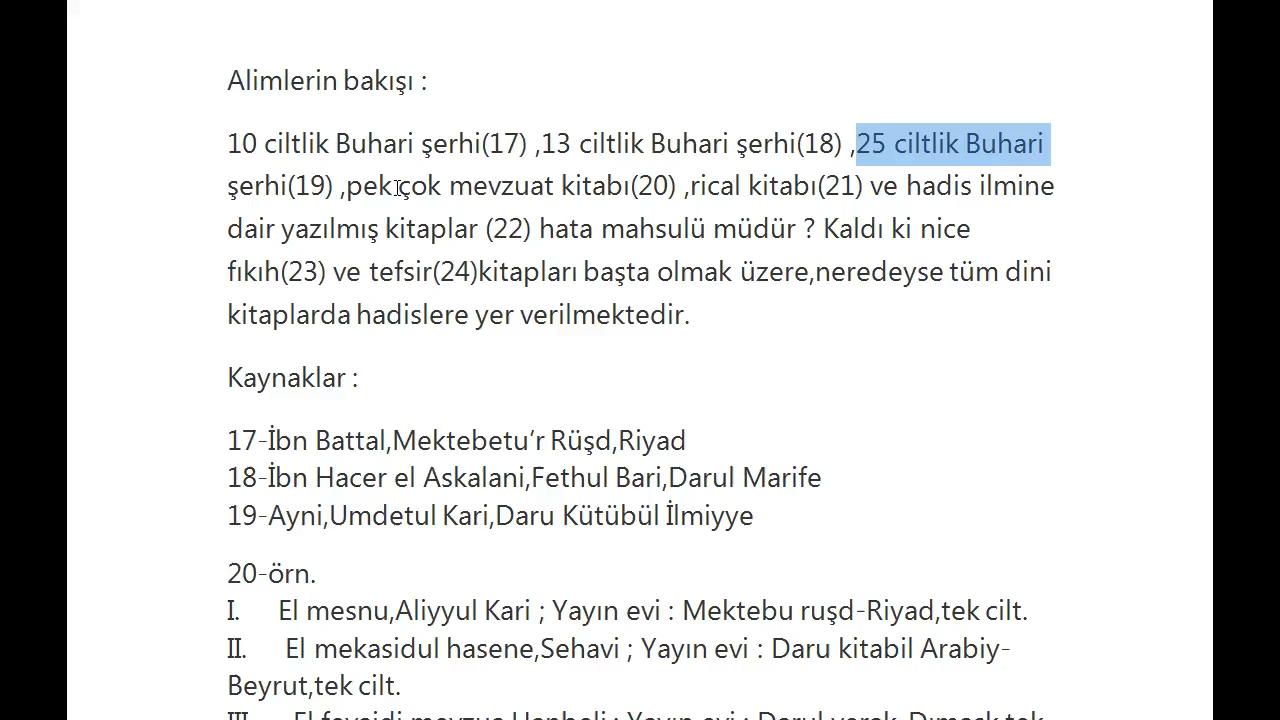 Alimlerin bakışı :
10 ciltlik Buhari şerhi(17) ,13 ciltlik Buhari şerhi(18) ,25 ciltlik Buhari
şerhi(19) ,pek çok mevzuat kitabı(20) ,rical kitabı(21) ve hadis ilmine
dair yazılmış kitaplar (22) hata mahsulü müdür ? Kaldı ki nice
fıkıh(23) ve tefsir(24)kitapları başta olmak üzere,neredeyse tüm dini
kitaplarda hadislere yer verilmektedir.
Kaynaklar :
17-İbn Battal,Mektebetu’r Rüşd,Riyad
18-İbn Hacer el Askalani,Fethul Bari,Darul Marife
19-Ayni,Umdetul Kari,Daru Kütübül İlmiyye
20-örn.
I. El mesnu,Aliyyul Kari ; Yayın evi : Mektebu ruşd-Riyad,tek cilt.
II. El mekasidul hasene,Sehavi ; Yayın evi : Daru kitabil Arabiy-
Beyrut,tek cilt.